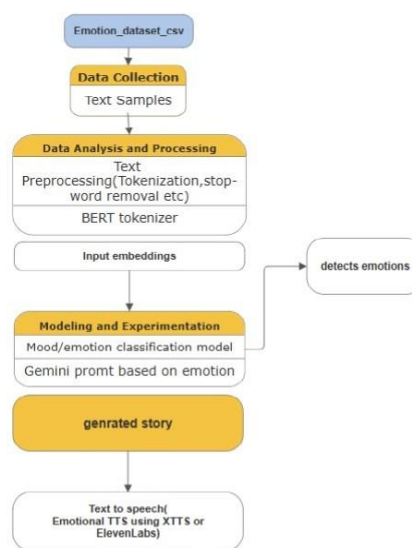 Emotion_dataset_csv
Data Collection
Text Samples
Data Analysis and Processing
Text
Preprocessing(Tokenization,stop-
word removal etc)
BERT tokenizer
Input embeddings
detects emotions
Modeling and Experimentation
Mood/emotion classification model
Gemini promt based on emotion
genrated story
Text to speech(
Emotional TTS using XTTS or
ElevenLabs)